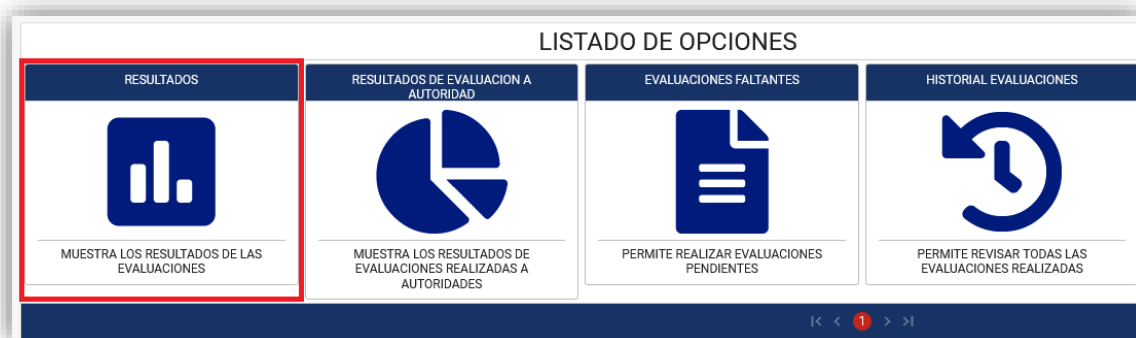 LISTADO DE OPCIONES
RESULTADOS
MUESTRA LOS RESULTADOS DE LAS
EVALUACIONES
RESULTADOS DE EVALUACION A
AUTORIDAD
MUESTRA LOS RESULTADOS DE
EVALUACIONES REALIZADAS A
AUTORIDADES
EVALUACIONES FALTANTES
PERMITE REALIZAR EVALUACIONES
PENDIENTES
HISTORIAL EVALUACIONES
PERMITE REVISAR TODAS LAS
EVALUACIONES REALIZADAS
1